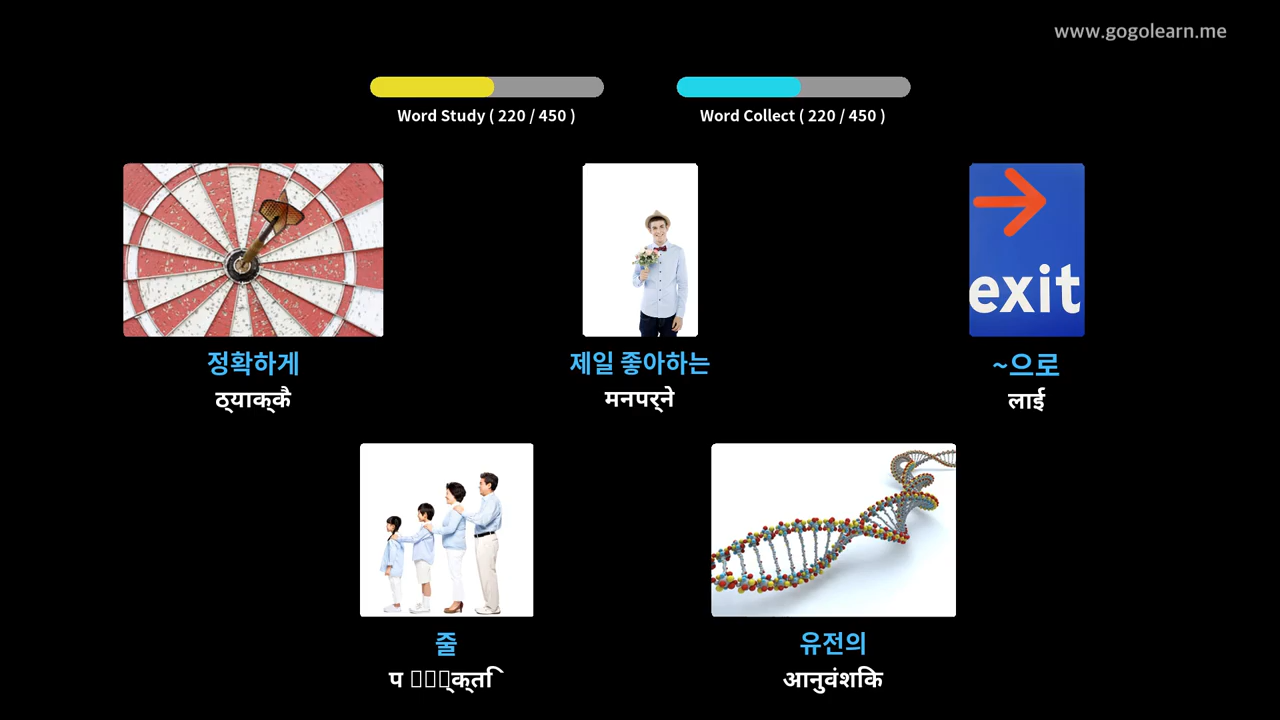 www.gogolearn.me
Word Study ( 220 / 450 )
Word Collect ( 220 / 450 )
exit
정확하게
제일 좋아하는
~으로
ठ्याक्कै
मनपर्ने
लाई
줄
유전의
आनुवंशिक